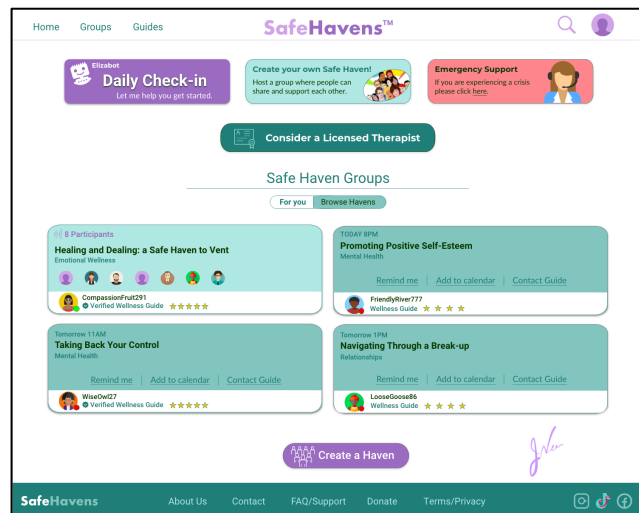 Home Groups Guides SafeHavens™
Elizabot
Daily Check-in
Let me help you get started.
Create your own Safe Haven!
Host a group where people can
share and support each other.
Emergency Support
If you are experiencing a crisis
please click here.
Consider a Licensed Therapist
Safe Haven Groups
For you Browse Havens
8 Participants
Healing and Dealing: a Safe Haven to Vent
Emotional Wellness
CompassionFruit291
Verified Wellness Guide
TODAY 8PM
Promoting Positive Self-Esteem
Mental Health
Remind me Add to calendar Contact Guide
FriendlyRiver777
Wellness Guide
Tomorrow 11AM
Taking Back Your Control
Mental Health
Remind me Add to calendar Contact Guide
WiseOwl27
Verified Wellness Guide
Tomorrow 1PM
Navigating Through a Break-up
Relationships
Remind me Add to calendar Contact Guide
LooseGoose86
Wellness Guide
Create a Haven
SafeHavens About Us Contact FAQ/Support Donate Terms/Privacy